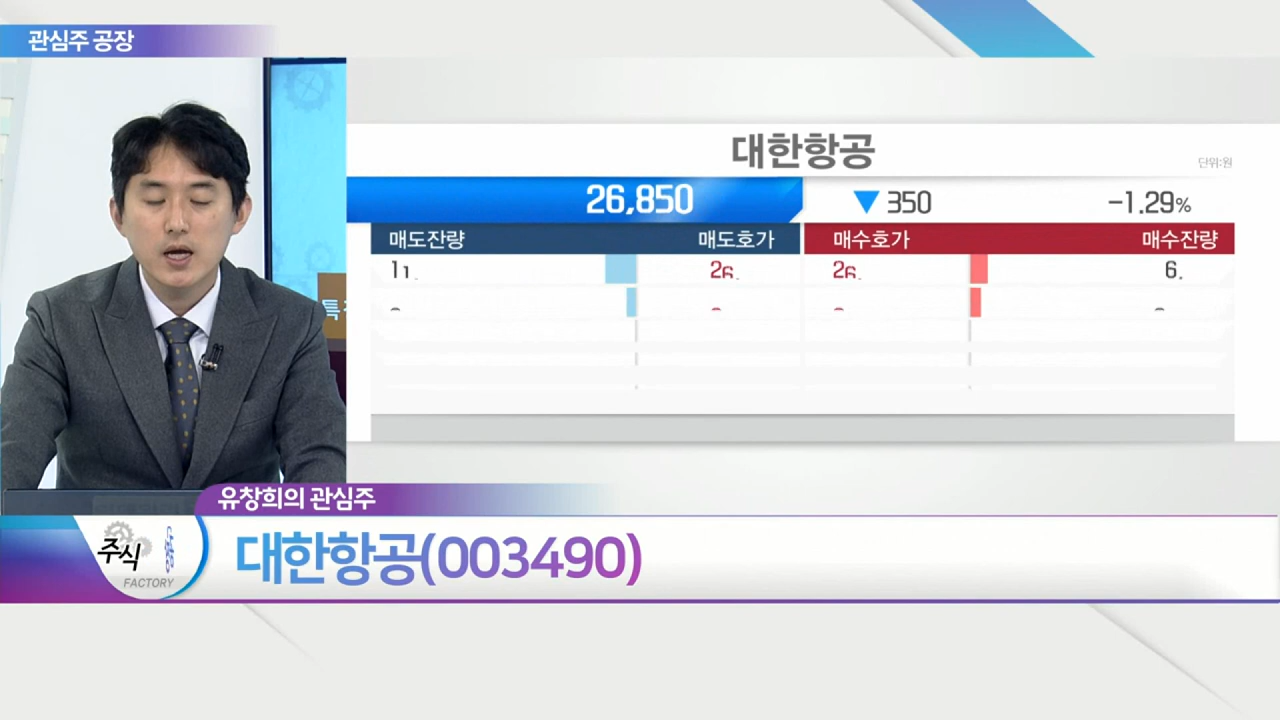 관심주 공장
대한항공
단위:원
26,850 ▼ 350 -1.29%
매도잔량 매도호가 매수호가 매수잔량
유창희의 관심주
주식
FACTORY
대한항공(003490)